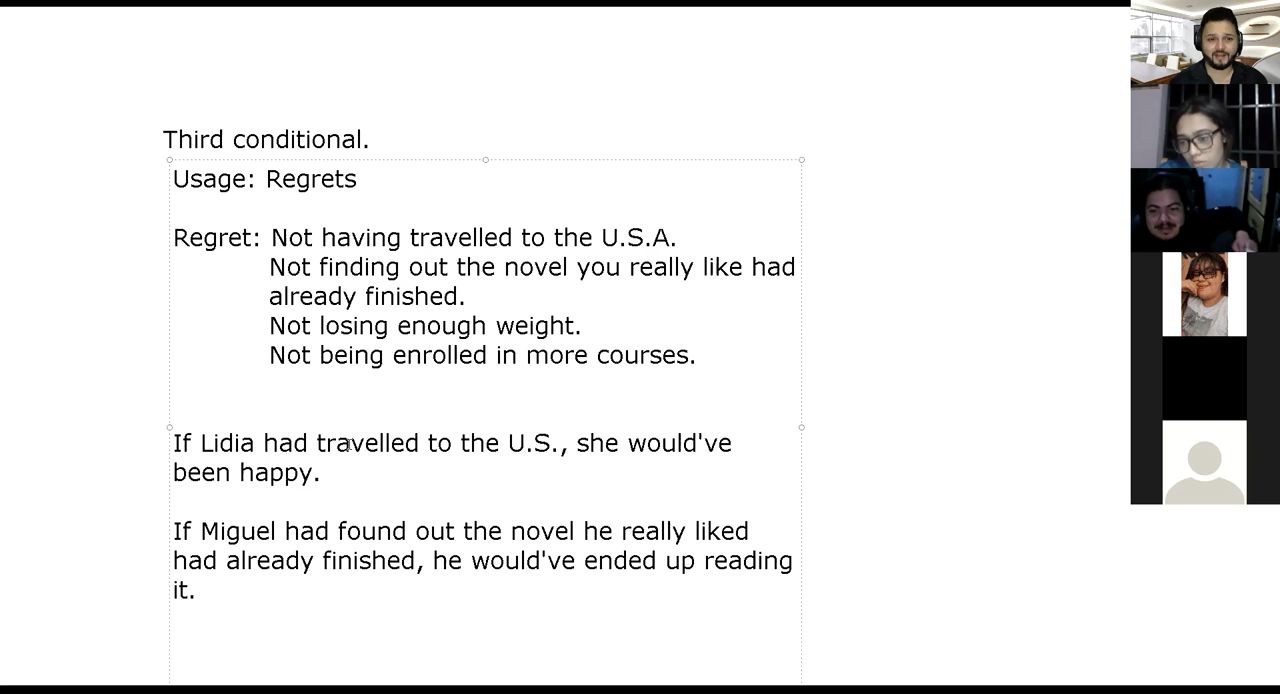 Third conditional.
Usage: Regrets
Regret: Not having travelled to the U.S.A.
Not finding out the novel you really like had
already finished.
Not losing enough weight.
Not being enrolled in more courses.
If Lidia had travelled to the U.S., she would've
been happy.
If Miguel had found out the novel he really liked
had already finished, he would've ended up reading
it.